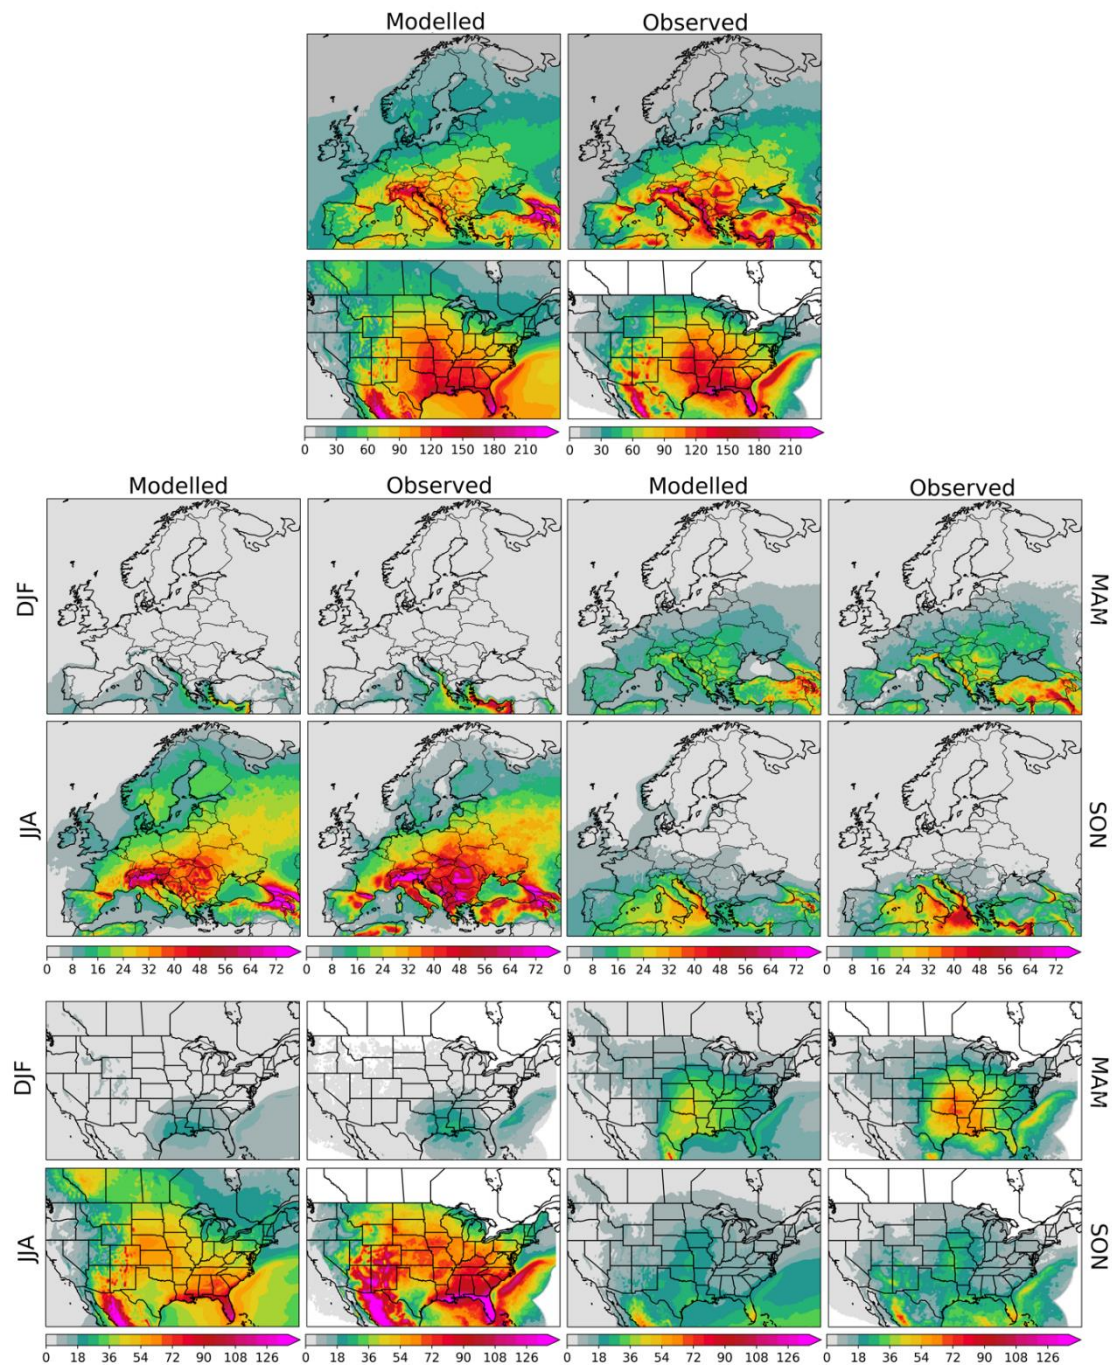 Modelled Observed
0 30 60 90 120 150 180 210 0 30 60 90 120 150 180 210
Modelled Observed Modelled Observed
DJF MAM
JJA SON
0 8 16 24 32 40 48 56 64 72 0 8 16 24 32 40 48 56 64 72 0 8 16 24 32 40 48 56 64 72 0 8 16 24 32 40 48 56 64 72
DJF MAM
JJA SON
0 18 36 54 72 90 108 126 0 18 36 54 72 90 108 126 0 18 36 54 72 90 108 126 0 18 36 54 72 90 108 126